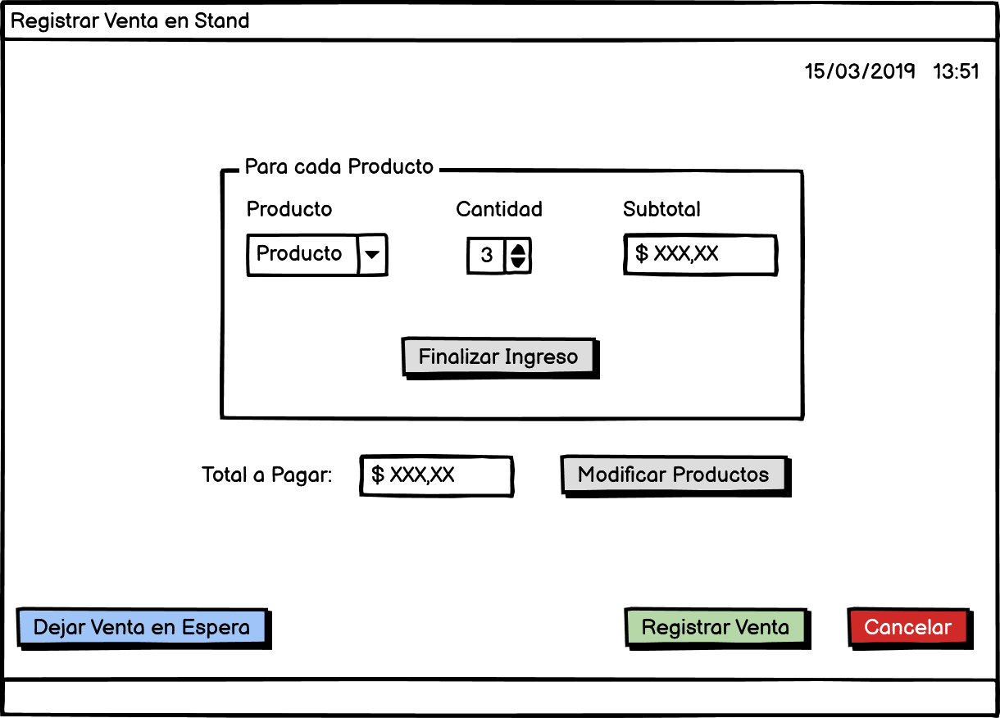 Registrar Venta en Stand
15/03/2019 13:51
Para cada Producto
Producto Cantidad Subtotal
Producto 3 $ XXX,XX
Finalizar Ingreso
Total a Pagar: $ XXX,XX Modificar Productos
Dejar Venta en Espera Registrar Venta Cancelar